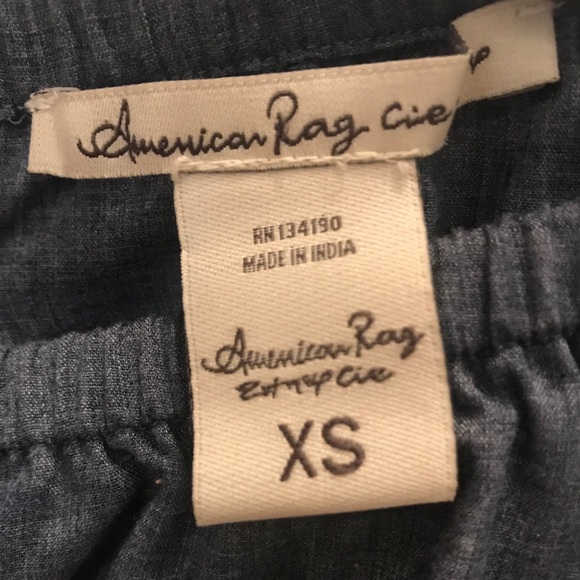 American Rag Cie
RN 134190
MADE IN INDIA
American Rag
Cie
XS